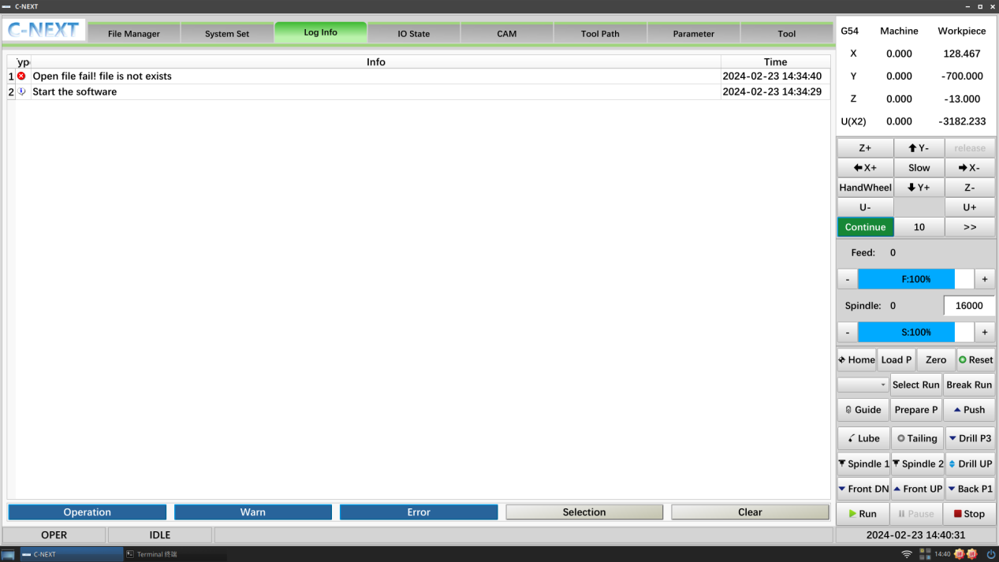 C-NEXT
C-NEXT
File Manager
System Set
Log Info
IO State
CAM
Tool Path
Parameter
Tool
Info
Time
1 Open file fail! file is not exists 2024-02-23 14:34:40
2 Start the software 2024-02-23 14:34:29
Operation
Warn
Error
Selection
Clear
OPER
IDLE
G54 Machine Workpiece
X 0.000 128.467
Y 0.000 -700.000
Z 0.000 -13.000
U(X2) 0.000 -3182.233
Z+ Y- release
X+ Slow X-
HandWheel Y+ Z-
U- U+
Continue 10 >>
Feed: 0
- F:100% +
Spindle: 0 16000
- S:100% +
Home Load P Zero Reset
Select Run Break Run
Guide Prepare P Push
Lube Tailing Drill P3
Spindle 1 Spindle 2 Drill UP
Front DN Front UP Back P1
Run Pause Stop
2024-02-23 14:40:31
C-NEXT
Terminal 终端
14:40